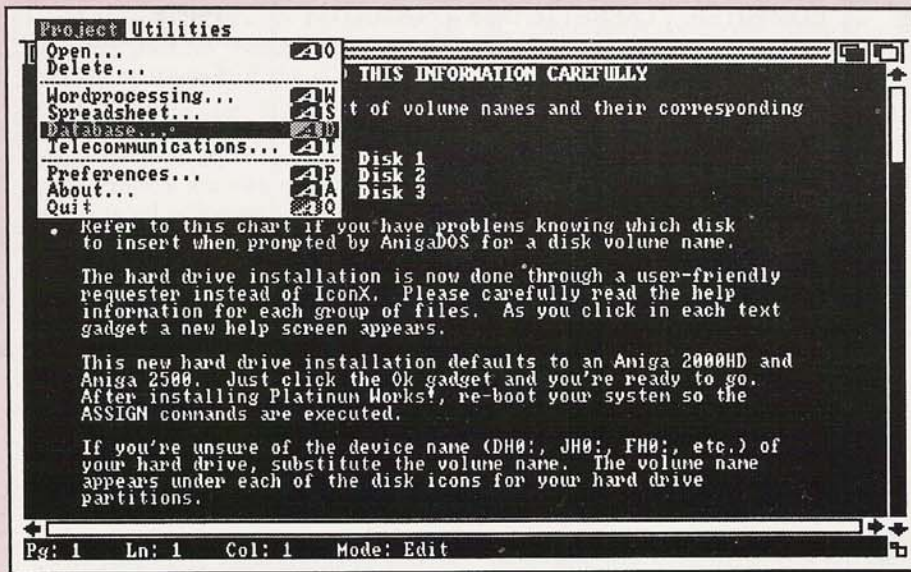 Project Utilities
Open... A O
Delete...
Wordprocessing... A W
Spreadsheet... A S
Database... A D
Telecommunications... A T
Preferences... A P
About... A A
Quit A Q
THIS INFORMATION CAREFULLY
of volume names and their corresponding
Disk 1
Disk 2
Disk 3
Refer to this chart if you have problems knowing which disk
to insert when prompted by AmigaDOS for a disk volume name.
The hard drive installation is now done through a user-friendly
requester instead of IconX. Please carefully read the help
information for each group of files. As you click in each text
gadget a new help screen appears.
This new hard drive installation defaults to an Amiga 2000HD and
Amiga 2500. Just click the Ok gadget and you're ready to go.
After installing Platinum Works!, re-boot your system so the
ASSIGN commands are executed.
If you're unsure of the device name (DH0:, JH0:, FH0:, etc.) of
your hard drive, substitute the volume name. The volume name
appears under each of the disk icons for your hard drive
partitions.
Pg: 1 Ln: 1 Col: 1 Mode: Edit